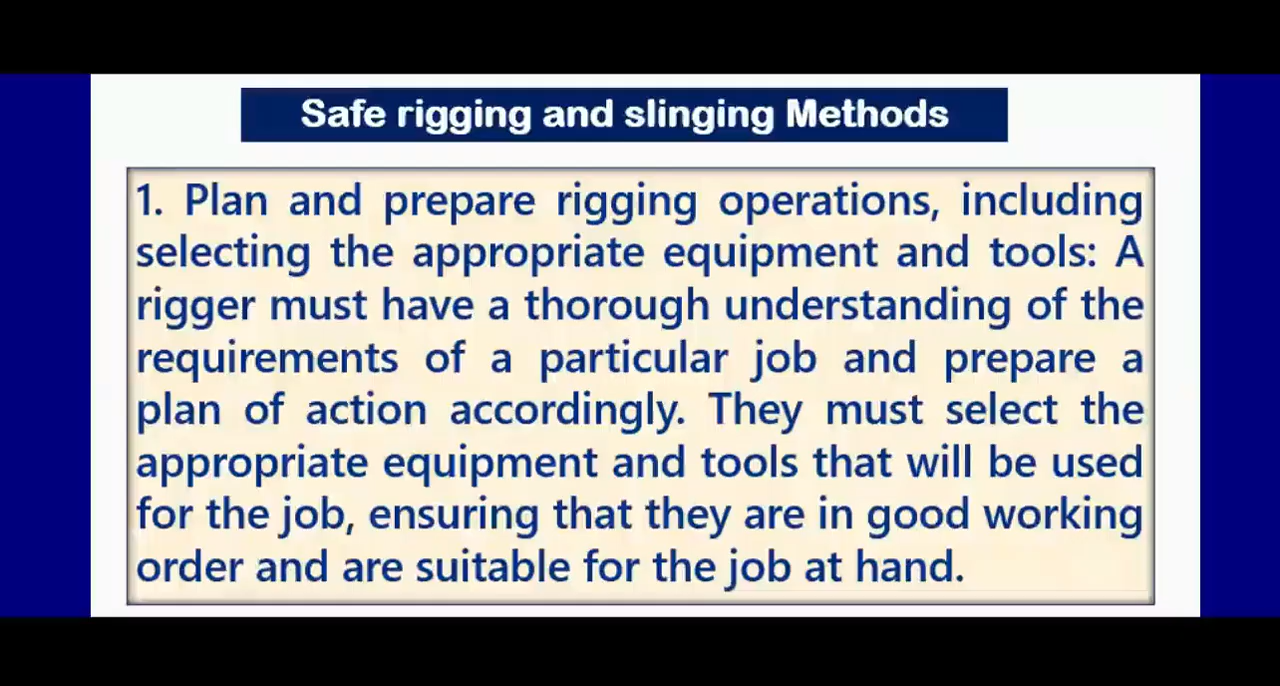 Safe rigging and slinging Methods
1. Plan and prepare rigging operations, including
selecting the appropriate equipment and tools: A
rigger must have a thorough understanding of the
requirements of a particular job and prepare a
plan of action accordingly. They must select the
appropriate equipment and tools that will be used
for the job, ensuring that they are in good working
order and are suitable for the job at hand.